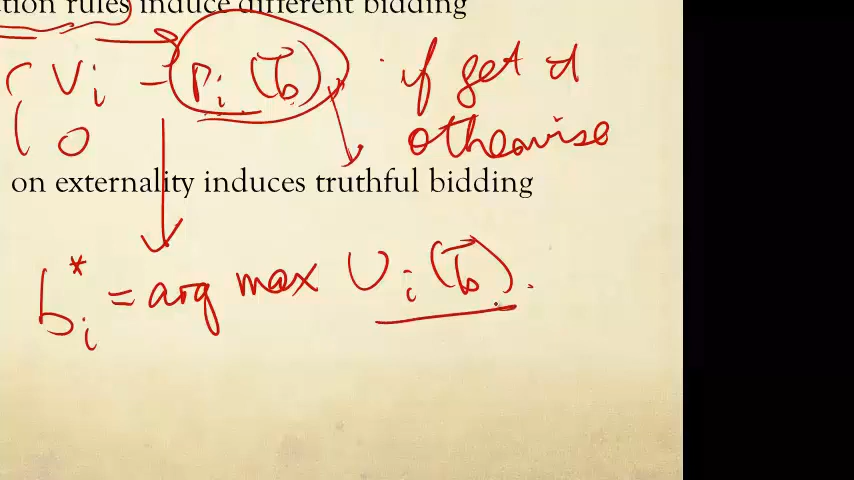 tion rules induce different bidding
{ Vi - Pi (b) if get it
0 otherwise
on externality induces truthful bidding
bi* = arg max Ui (b).